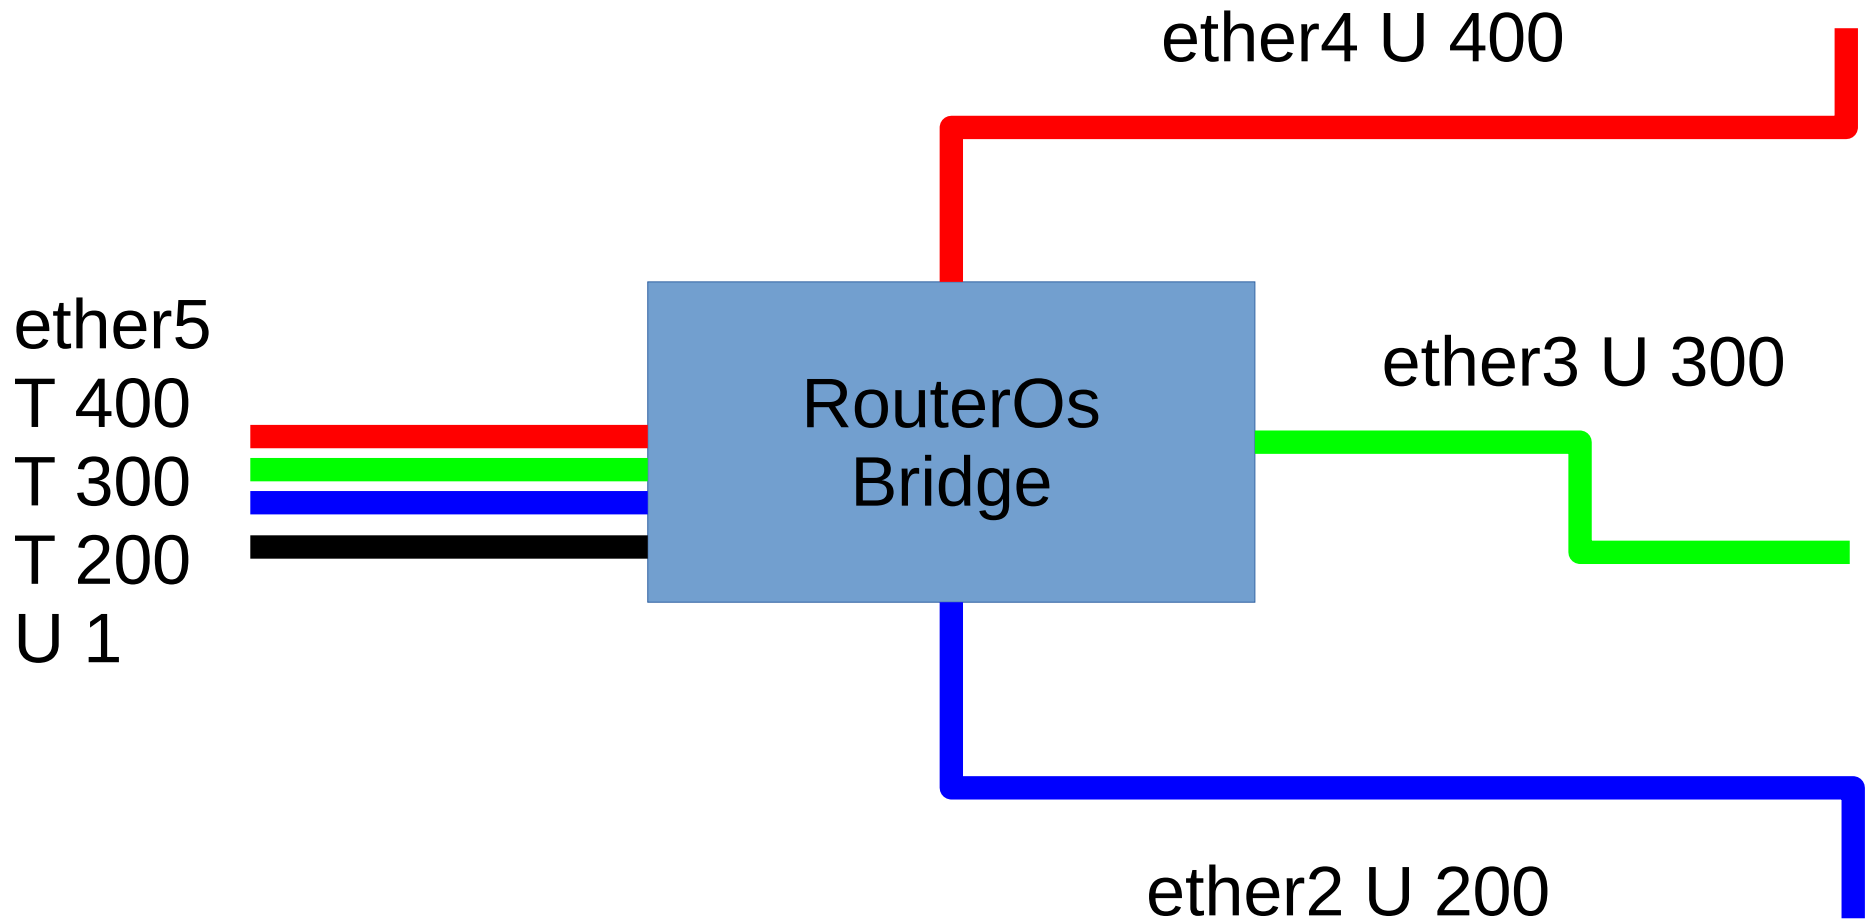 ether4 U 400
ether5
T 400
T 300
T 200
U 1
RouterOs
Bridge
ether3 U 300
ether2 U 200